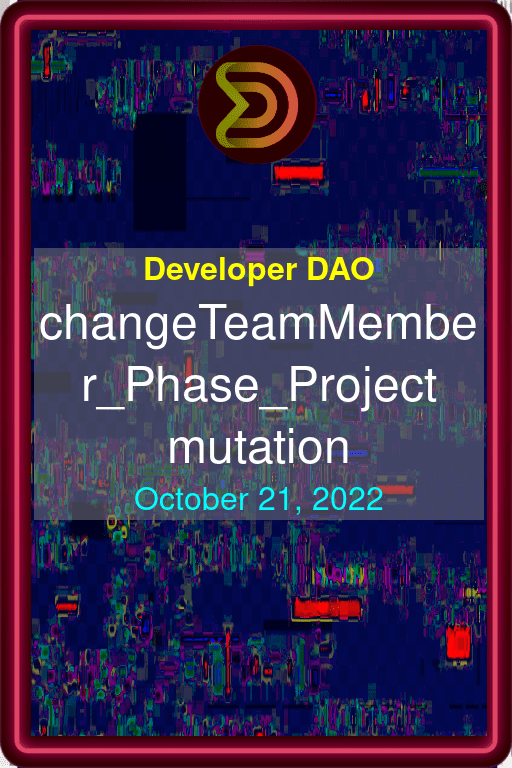 Developer DAO
changeTeamMembe
r_Phase_Project
mutation
October 21, 2022